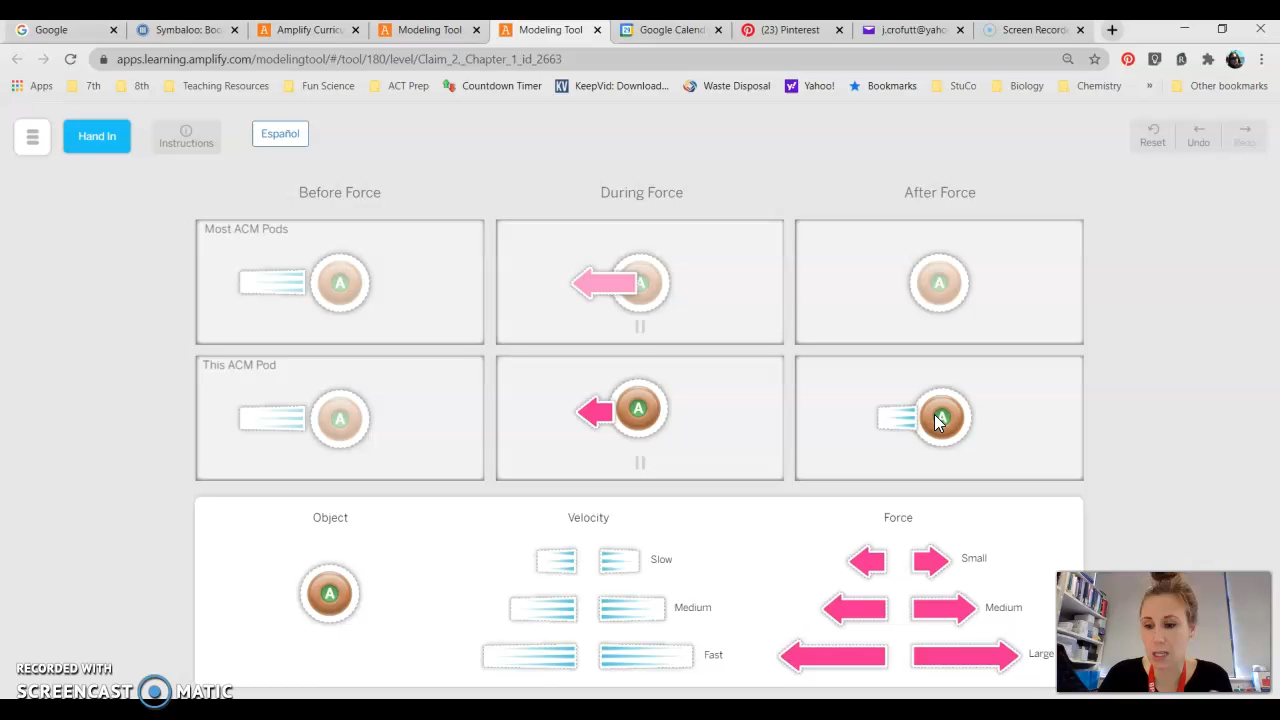 Google
Symbaloo: Boc
Amplify Curricu
Modeling Tool
Modeling Tool
Google Calend
(23) Pinterest
j.crofutt@yaho
Screen Record
apps.learning.amplify.com/modelingtool/#/tool/180/level/Claim_2,_Chapter_1_id_2663
Apps 7th 8th Teaching Resources Fun Science ACT Prep Countdown Timer KeepVid: Download... Waste Disposal Yahoo! Bookmarks StuCo Biology Chemistry » Other bookmarks
Hand In
Instructions
Español
Reset
Undo
Redo
Before Force During Force After Force
Most ACM Pods
A A A
This ACM Pod
A A A
Object Velocity Force
Slow Small
A
Medium Medium
Fast Large
RECORDED WITH
SCREENCAST MATIC